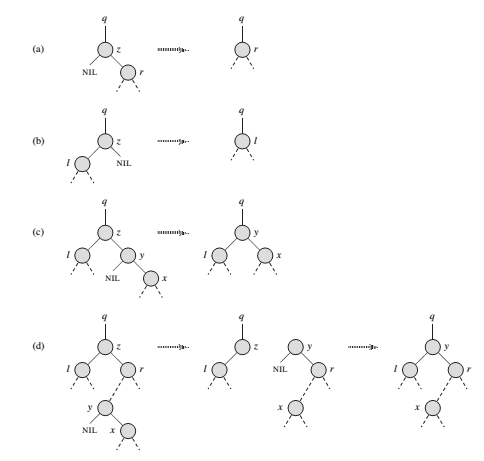 q q
(a) z r
NIL r
q q
(b) z l
l NIL
q q
(c) z y
l y l x
NIL x
q q
(d) z z y y
l r l NIL r l r
y x x
NIL x